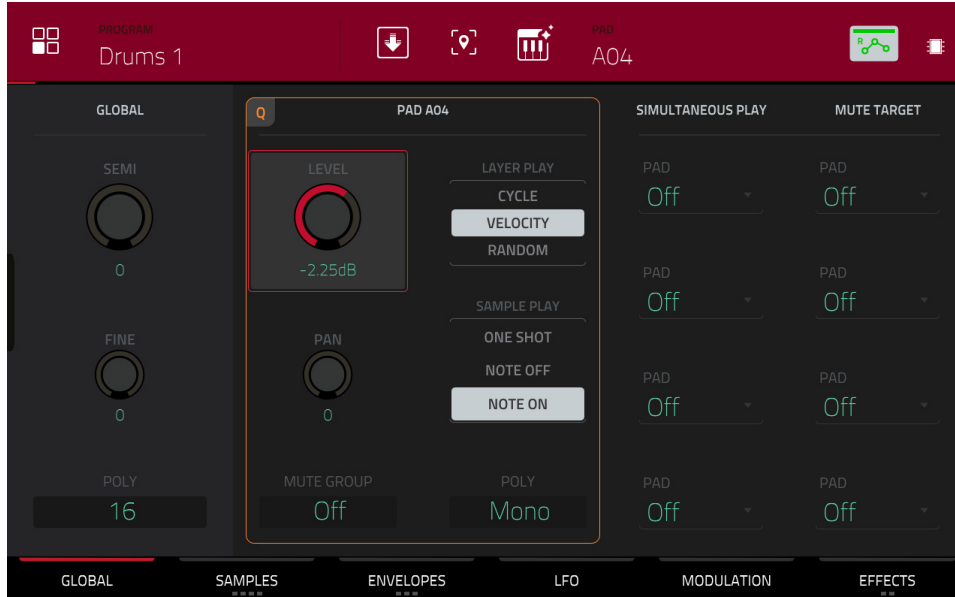 PROGRAM
Drums 1
PAD
A04
R
GLOBAL
SEMI
0
FINE
0
POLY
16
Q
PAD A04
LEVEL
-2.25dB
PAN
0
MUTE GROUP
Off
LAYER PLAY
CYCLE
VELOCITY
RANDOM
SAMPLE PLAY
ONE SHOT
NOTE OFF
NOTE ON
POLY
Mono
SIMULTANEOUS PLAY
PAD
Off
PAD
Off
PAD
Off
PAD
Off
MUTE TARGET
PAD
Off
PAD
Off
PAD
Off
PAD
Off
GLOBAL
SAMPLES
ENVELOPES
LFO
MODULATION
EFFECTS